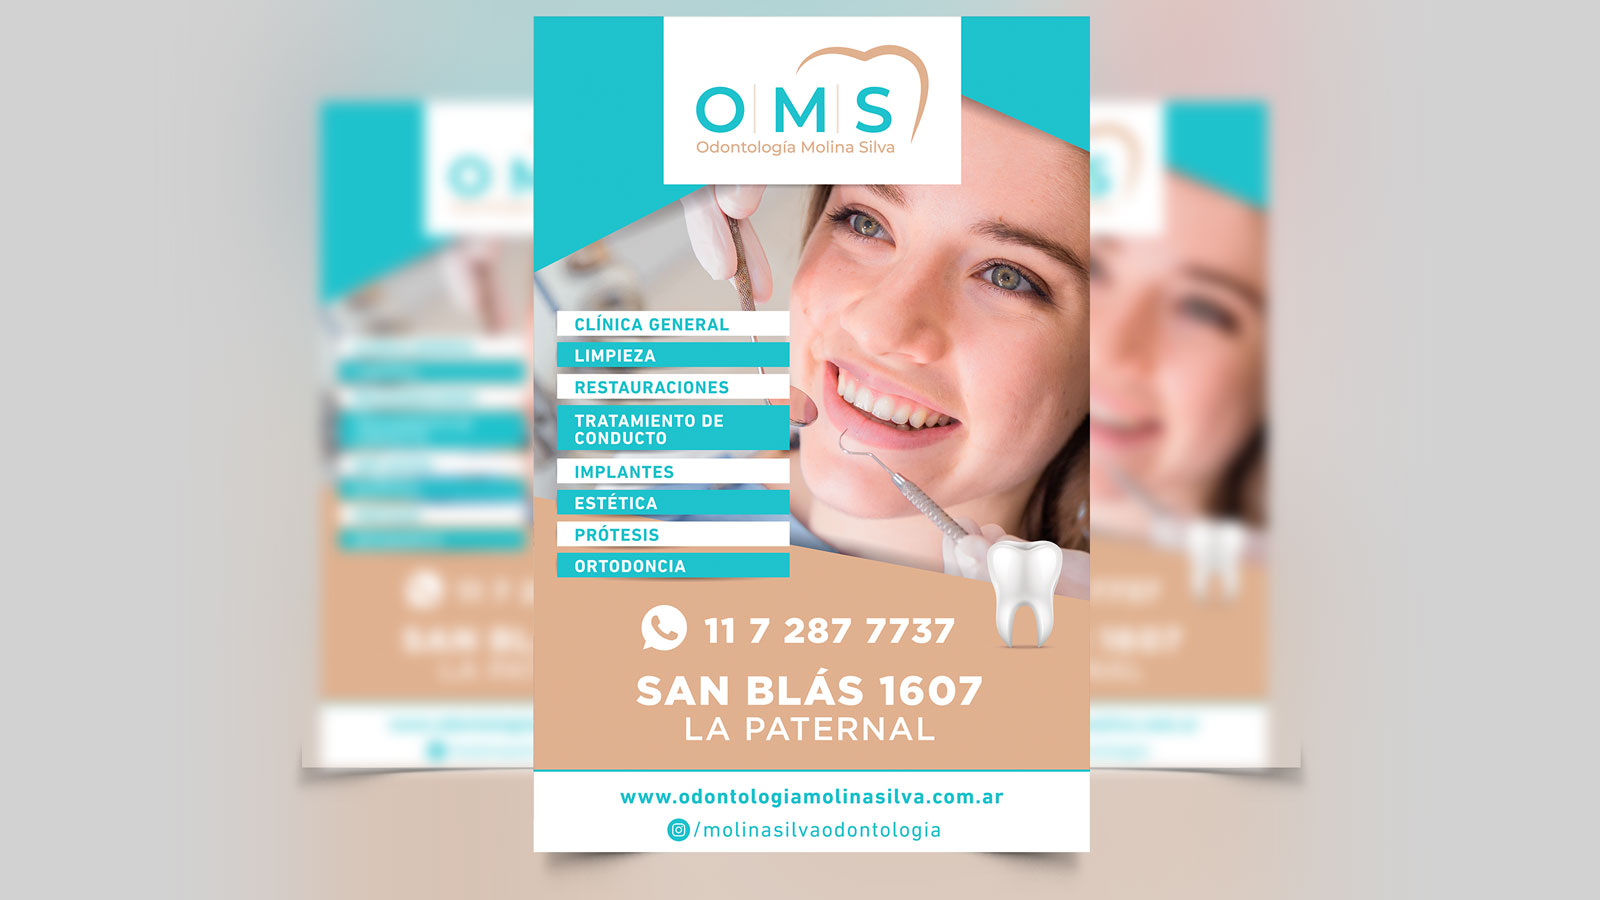 O|M|S
Odontología Molina Silva
CLÍNICA GENERAL
LIMPIEZA
RESTAURACIONES
TRATAMIENTO DE
CONDUCTO
IMPLANTES
ESTÉTICA
PRÓTESIS
ORTODONCIA
11 7 287 7737
SAN BLÁS 1607
LA PATERNAL
www.odontologiamolinasilva.com.ar
/molinasilvaodontologia